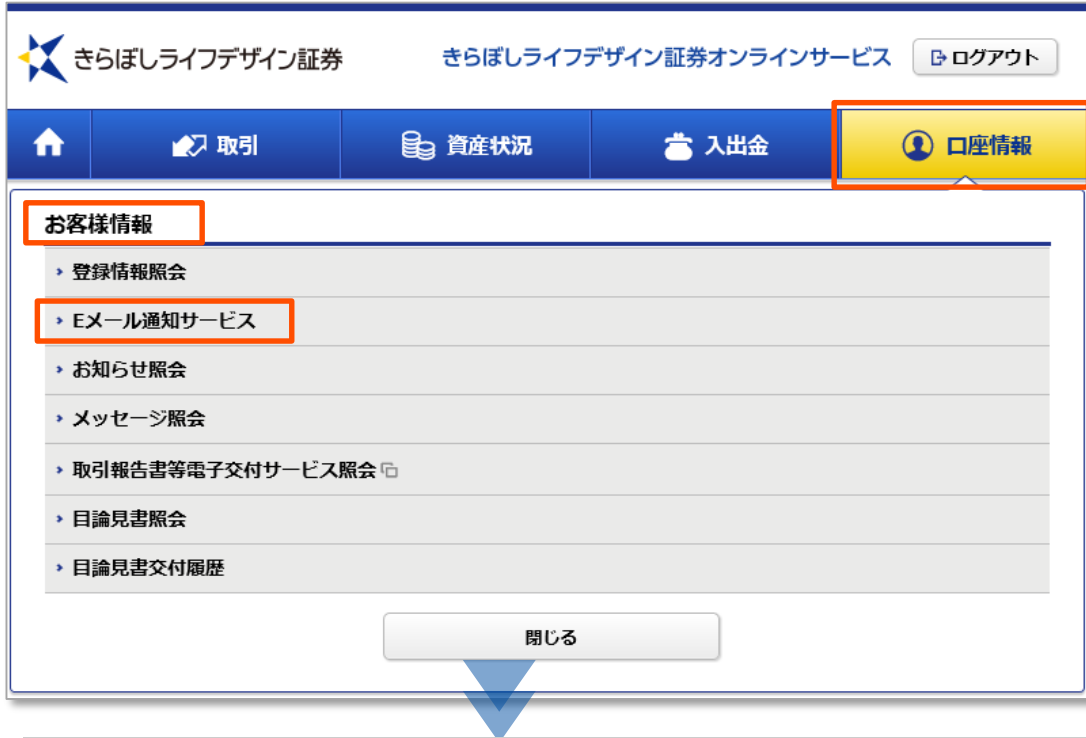 きらぼしライフデザイン証券
きらぼしライフデザイン証券オンラインサービス
ログアウト
取引
資産状況
入出金
口座情報
お客様情報
登録情報照会
Eメール通知サービス
お知らせ照会
メッセージ照会
取引報告書等電子交付サービス照会
目論見書照会
目論見書交付履歴
閉じる